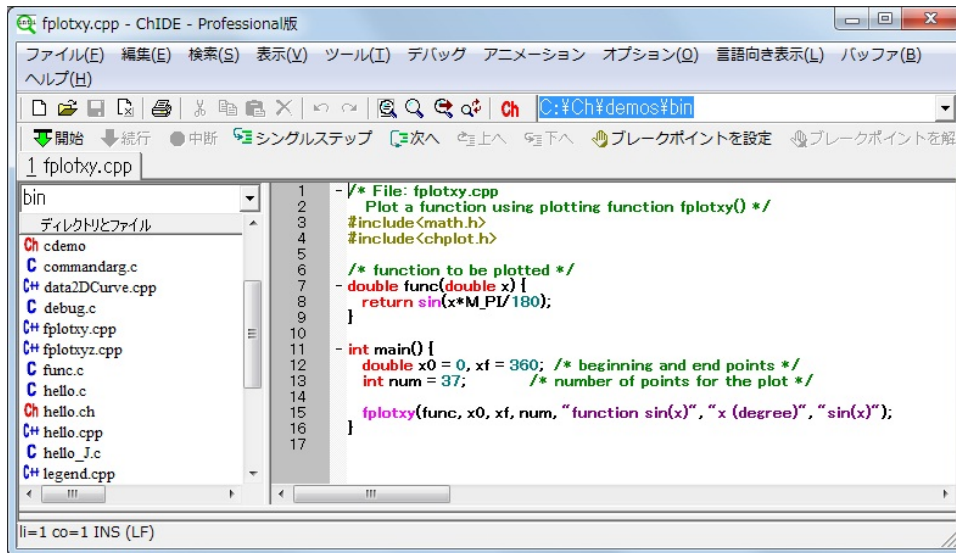 fplotxy.cpp - ChIDE - Professional版
ファイル(F) 編集(E) 検索(S) 表示(V) ツール(T) デバッグ アニメーション オプション(O) 言語向き表示(L) バッファ(B)
ヘルプ(H)
Ch C:¥Ch¥demos¥bin
開始 続行 中断 シングルステップ 次へ 上へ 下へ ブレークポイントを設定 ブレークポイントを解
1 fplotxy.cpp
bin
ディレクトリとファイル
Ch cdemo
C commandarg.c
C++ data2DCurve.cpp
C debug.c
C++ fplotxy.cpp
C++ fplotxyz.cpp
C func.c
C hello.c
Ch hello.ch
C++ hello.cpp
C hello_J.c
C++ legend.cpp
1 - /* File: fplotxy.cpp
2 Plot a function using plotting function fplotxy() */
3 #include<math.h>
4 #include<chplot.h>
5
6 /* function to be plotted */
7 - double func(double x) {
8 return sin(x*M_PI/180);
9 }
10
11 - int main() {
12 double x0 = 0, xf = 360; /* beginning and end points */
13 int num = 37; /* number of points for the plot */
14
15 fplotxy(func, x0, xf, num, "function sin(x)", "x (degree)", "sin(x)");
16 }
17
li=1 co=1 INS (LF)